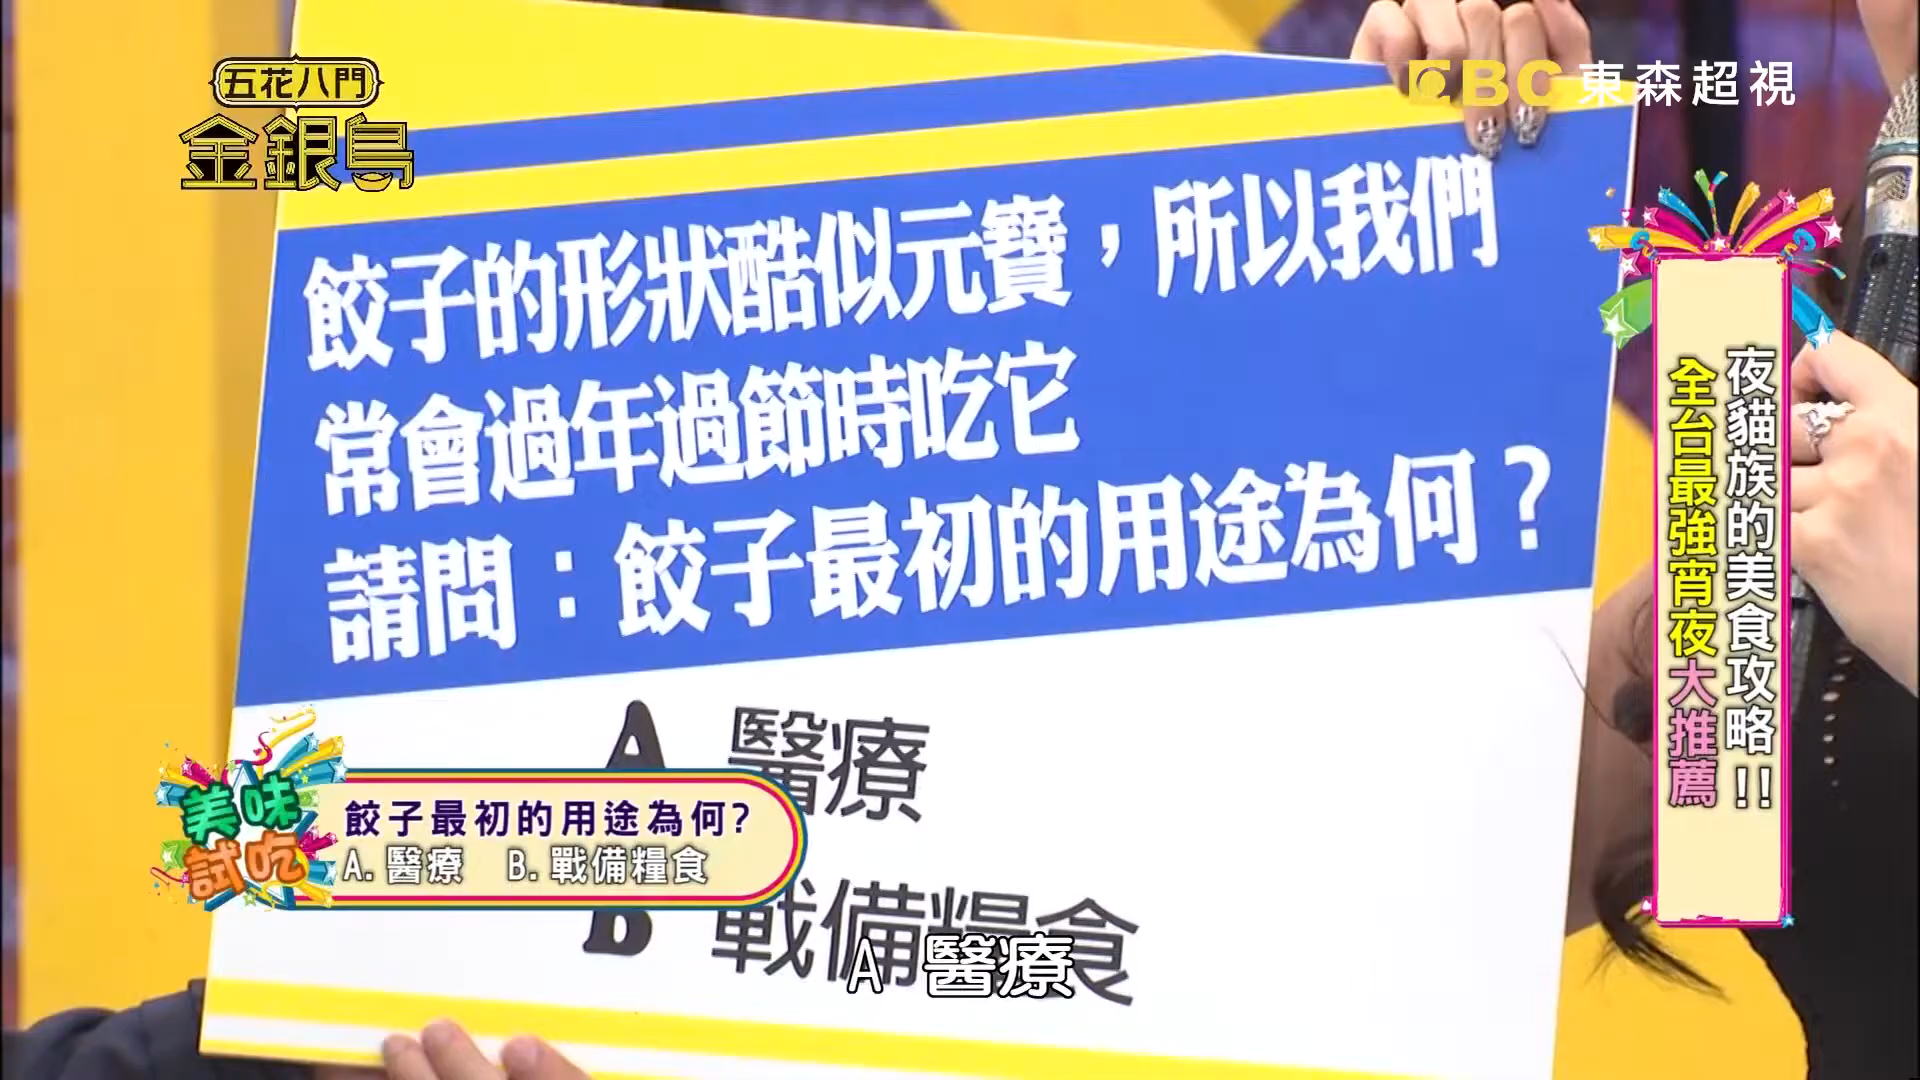 五花八門
金銀島
EBC 東森超視
餃子的形狀酷似元寶，所以我們
常會過年過節時吃它
請問：餃子最初的用途為何？
A 醫療
B 戰備糧食
夜貓族的美食攻略!!
全台最強宵夜大推薦
美味
試吃
餃子最初的用途為何?
A. 醫療 B. 戰備糧食
A 醫療